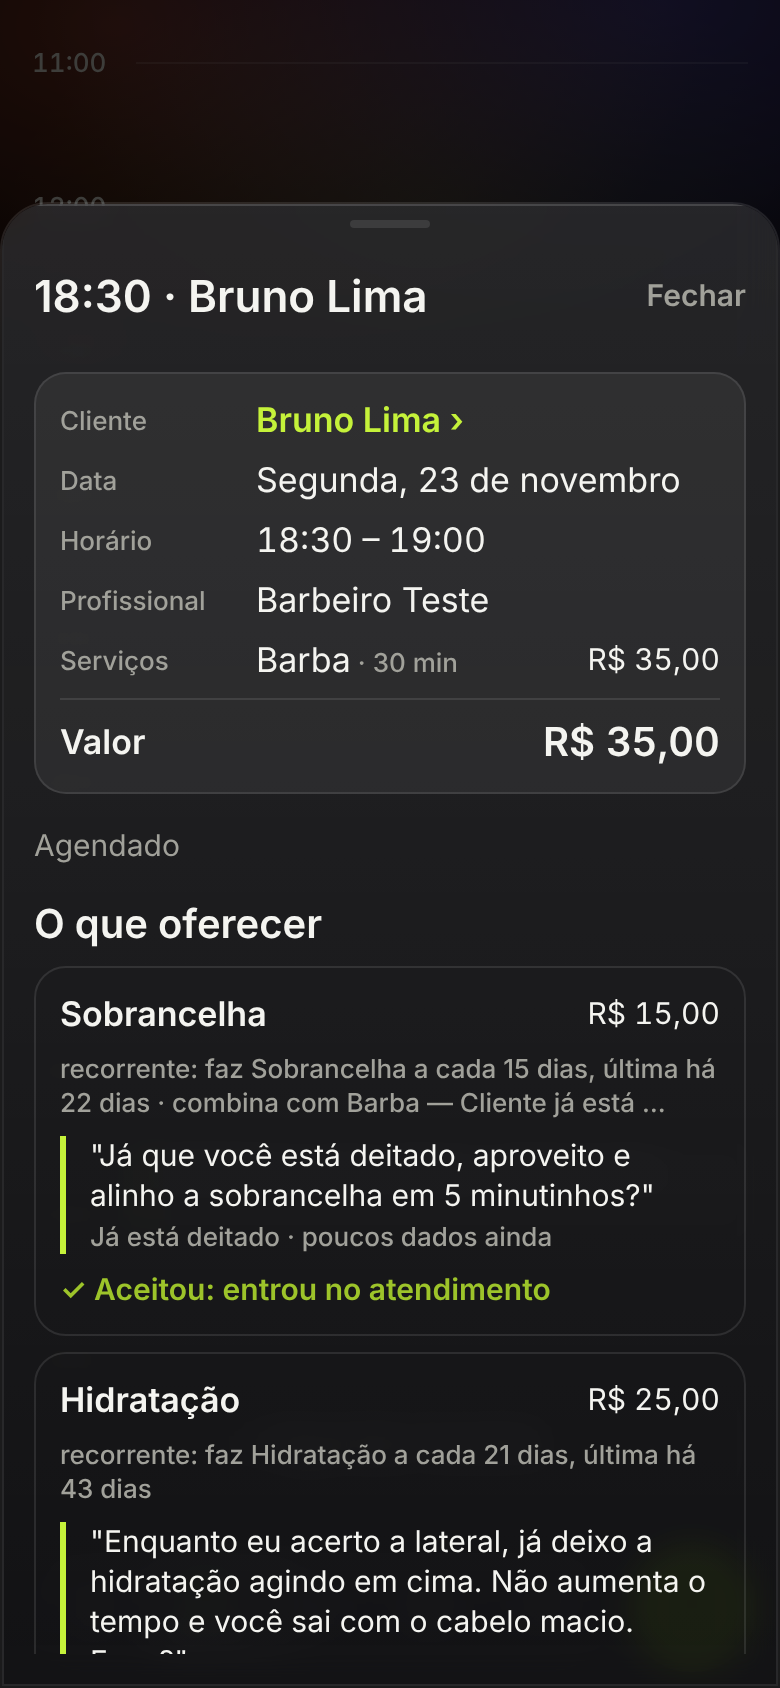 11:00
12:00
18:30 · Bruno Lima
Fechar
Cliente
Bruno Lima ›
Data
Segunda, 23 de novembro
Horário
18:30 – 19:00
Profissional
Barbeiro Teste
Serviços
Barba · 30 min
R$ 35,00
Valor
R$ 35,00
Agendado
O que oferecer
Sobrancelha
R$ 15,00
recorrente: faz Sobrancelha a cada 15 dias, última há
22 dias · combina com Barba — Cliente já está ...
"Já que você está deitado, aproveito e
alinho a sobrancelha em 5 minutinhos?"
Já está deitado · poucos dados ainda
✓ Aceitou: entrou no atendimento
Hidratação
R$ 25,00
recorrente: faz Hidratação a cada 21 dias, última há
43 dias
"Enquanto eu acerto a lateral, já deixo a
hidratação agindo em cima. Não aumenta o
tempo e você sai com o cabelo macio.